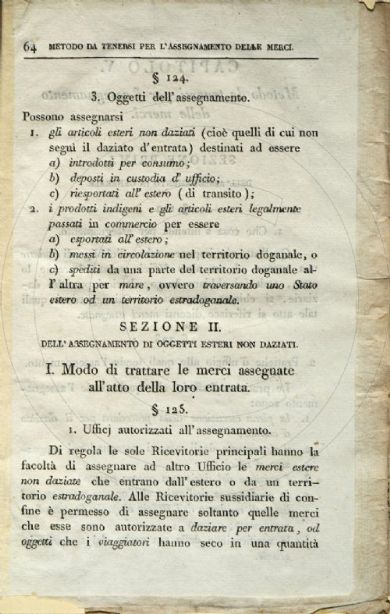 64 METODO DA TENERSI PER L'ASSEGNAMENTO DELLE MERCI.
§ 124.
3. Oggetti dell'assegnamento.
Possono assegnarsi
1. gli articoli esteri non daziati (cioè quelli di cui non
segui il daziato d'entrata) destinati ad essere
a) introdotti per consumo;
b) deposti in custodia d'ufficio;
c) riesportati all'estero (di transito);
2. i prodotti indigeni e gli articoli esteri legalmente
passati in commercio per essere
a) esportati all'estero;
b) messi in circolazione nel territorio doganale, o
c) spediti da una parte del territorio doganale al-
l'altra per mare, ovvero traversando uno Stato
estero od un territorio estradoganale.
SEZIONE II.
DELL'ASSEGNAMENTO DI OGGETTI ESTERI NON DAZIATI.
I. Modo di trattare le merci assegnate
all'atto della loro entrata.
§ 125.
1. Ufficj autorizzati all'assegnamento.
Di regola le sole Ricevitorie principali hanno la
facoltà di assegnare ad altro Ufficio le merci estere
non daziate che entrano dall'estero o da un terri-
torio estradoganale. Alle Ricevitorie sussidiarie di con-
fine è permesso di assegnare soltanto quelle merci
che esse sono autorizzate a daziare per entrata, od
oggetti che i viaggiatori hanno seco in una quantità